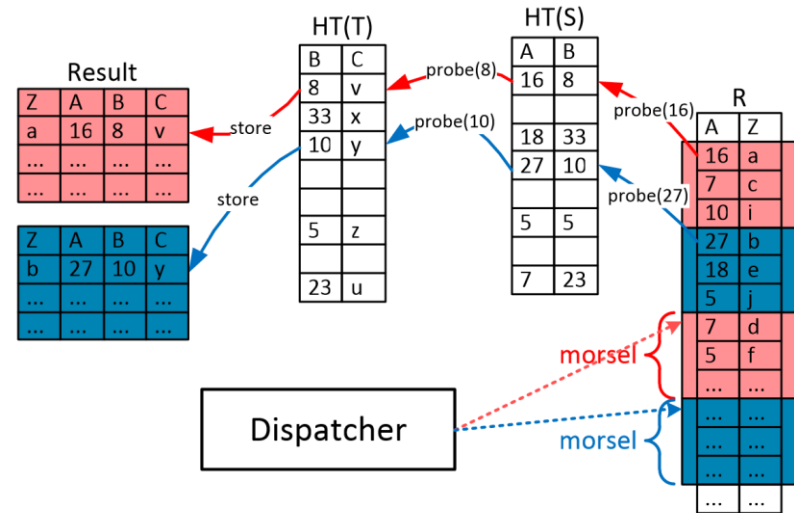 Result
Z A B C
a 16 8 v
... ... ... ...
... ... ... ...
Z A B C
b 27 10 y
... ... ... ...
... ... ... ...
store
store
HT(T)
B C
8 v
33 x
10 y
5 z
23 u
probe(8)
probe(10)
HT(S)
A B
16 8
18 33
27 10
5 5
7 23
probe(16)
probe(27)
R
A Z
16 a
7 c
10 i
27 b
18 e
5 j
7 d
5 f
... ...
... ...
... ...
... ...
... ...
morsel
morsel
Dispatcher